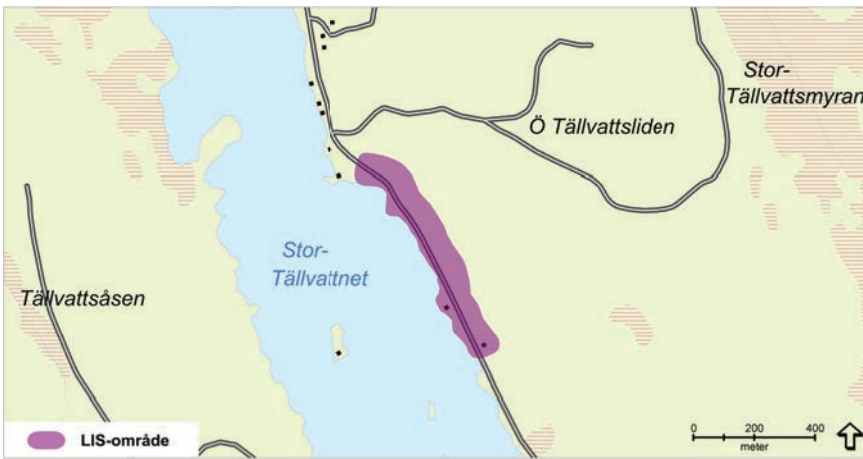 Stor-
Tällvattsmyran
Ö Tällvattsliden
Stor-
Tällvattnet
Tällvattsåsen
LIS-område
0 200 400
meter